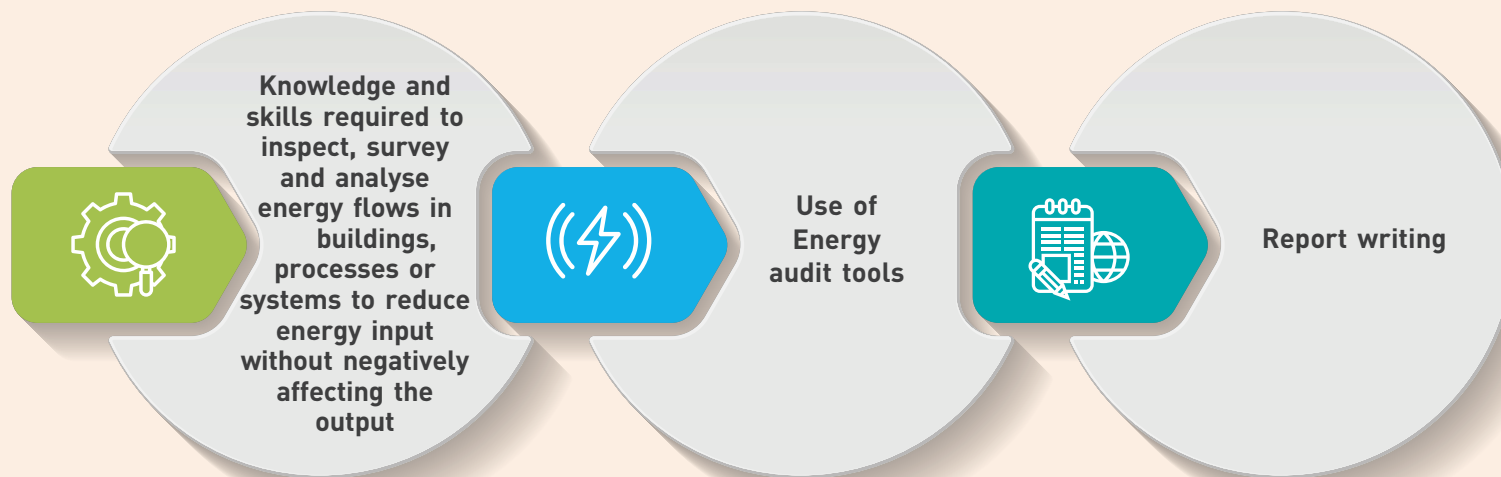 Knowledge and
skills required to
inspect, survey
and analyse
energy flows in
buildings,
processes or
systems to reduce
energy input
without negatively
affecting the
output
Use of
Energy
audit tools
Report writing